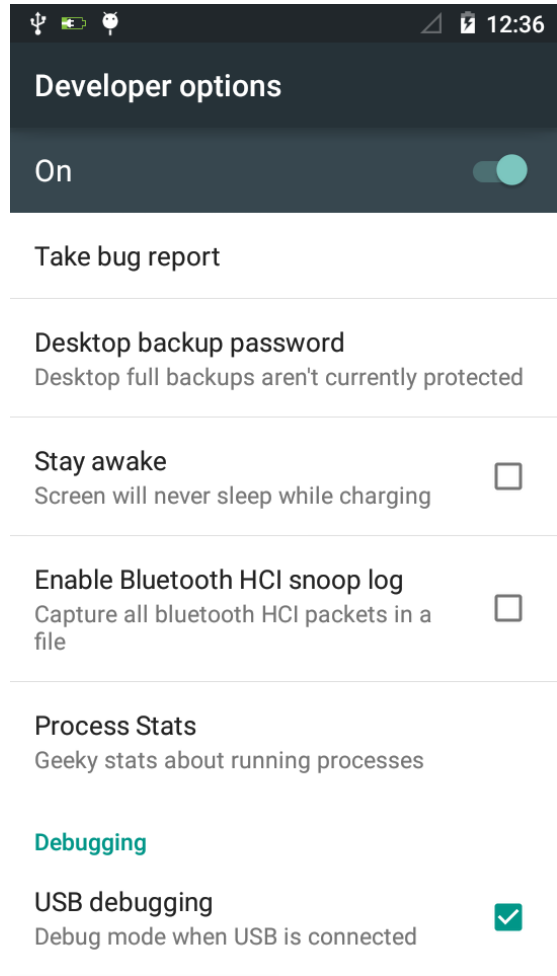 12:36
Developer options
On
Take bug report
Desktop backup password
Desktop full backups aren't currently protected
Stay awake
Screen will never sleep while charging
Enable Bluetooth HCI snoop log
Capture all bluetooth HCI packets in a
file
Process Stats
Geeky stats about running processes
Debugging
USB debugging
Debug mode when USB is connected